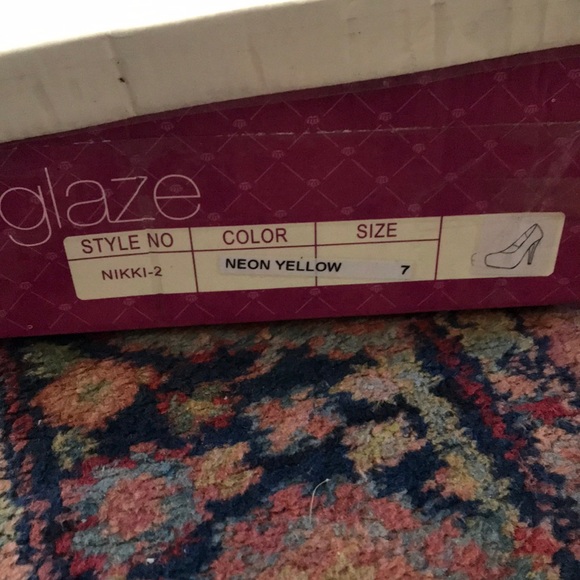 glaze
STYLE NO COLOR SIZE
NIKKI-2 NEON YELLOW 7